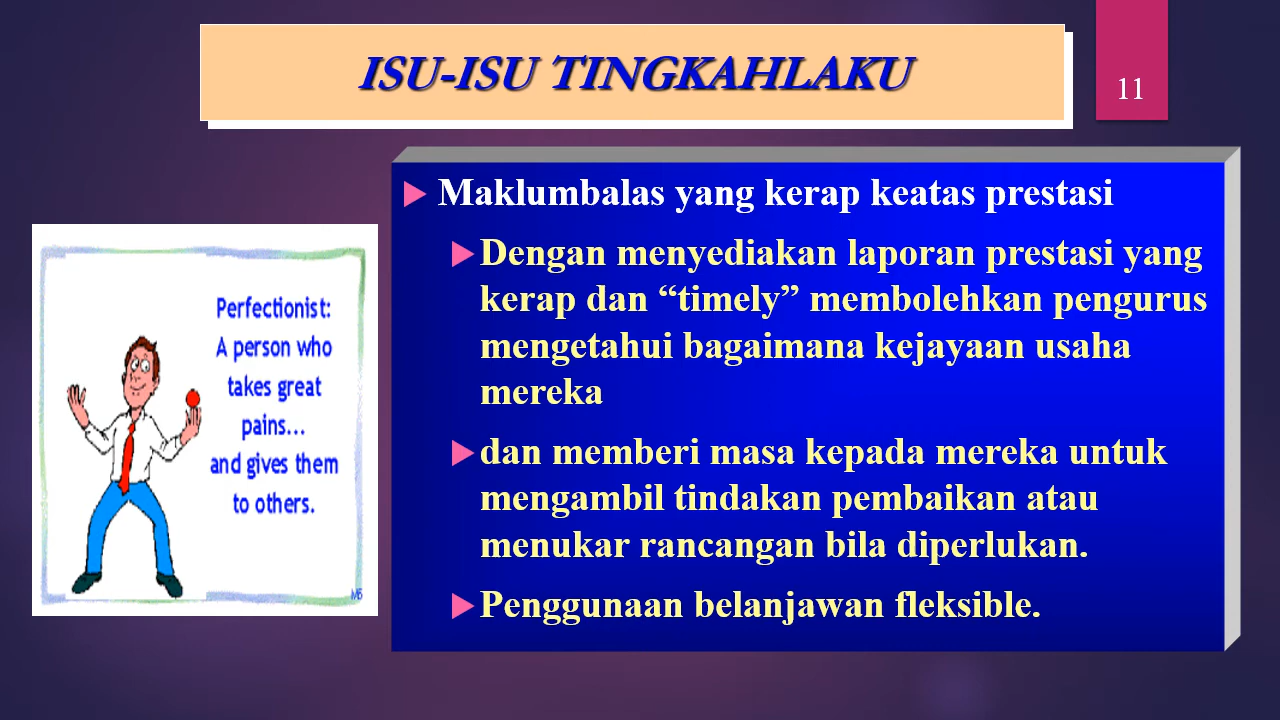 ISU-ISU TINGKAHLAKU
11
Maklumbalas yang kerap keatas prestasi
Dengan menyediakan laporan prestasi yang
kerap dan “timely” membolehkan pengurus
mengetahui bagaimana kejayaan usaha
mereka
dan memberi masa kepada mereka untuk
mengambil tindakan pembaikan atau
menukar rancangan bila diperlukan.
Penggunaan belanjawan fleksible.
Perfectionist:
A person who
takes great
pains...
and gives them
to others.